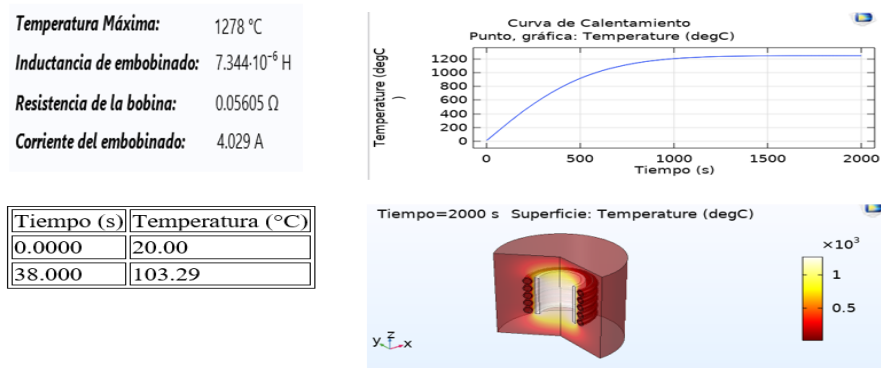 Temperatura Máxima: 1278 °C
Inductancia de embobinado: 7.344·10⁻⁶ H
Resistencia de la bobina: 0.05605 Ω
Corriente del embobinado: 4.029 A
Curva de Calentamiento
Punto, gráfica: Temperature (degC)
Temperature (degC
)
1200
1000
800
600
400
200
0
0 500 1000 1500 2000
Tiempo (s)
Tiempo (s) Temperatura (°C)
0.0000 20.00
38.000 103.29
Tiempo=2000 s Superficie: Temperature (degC)
×10³
1
0.5
y z x